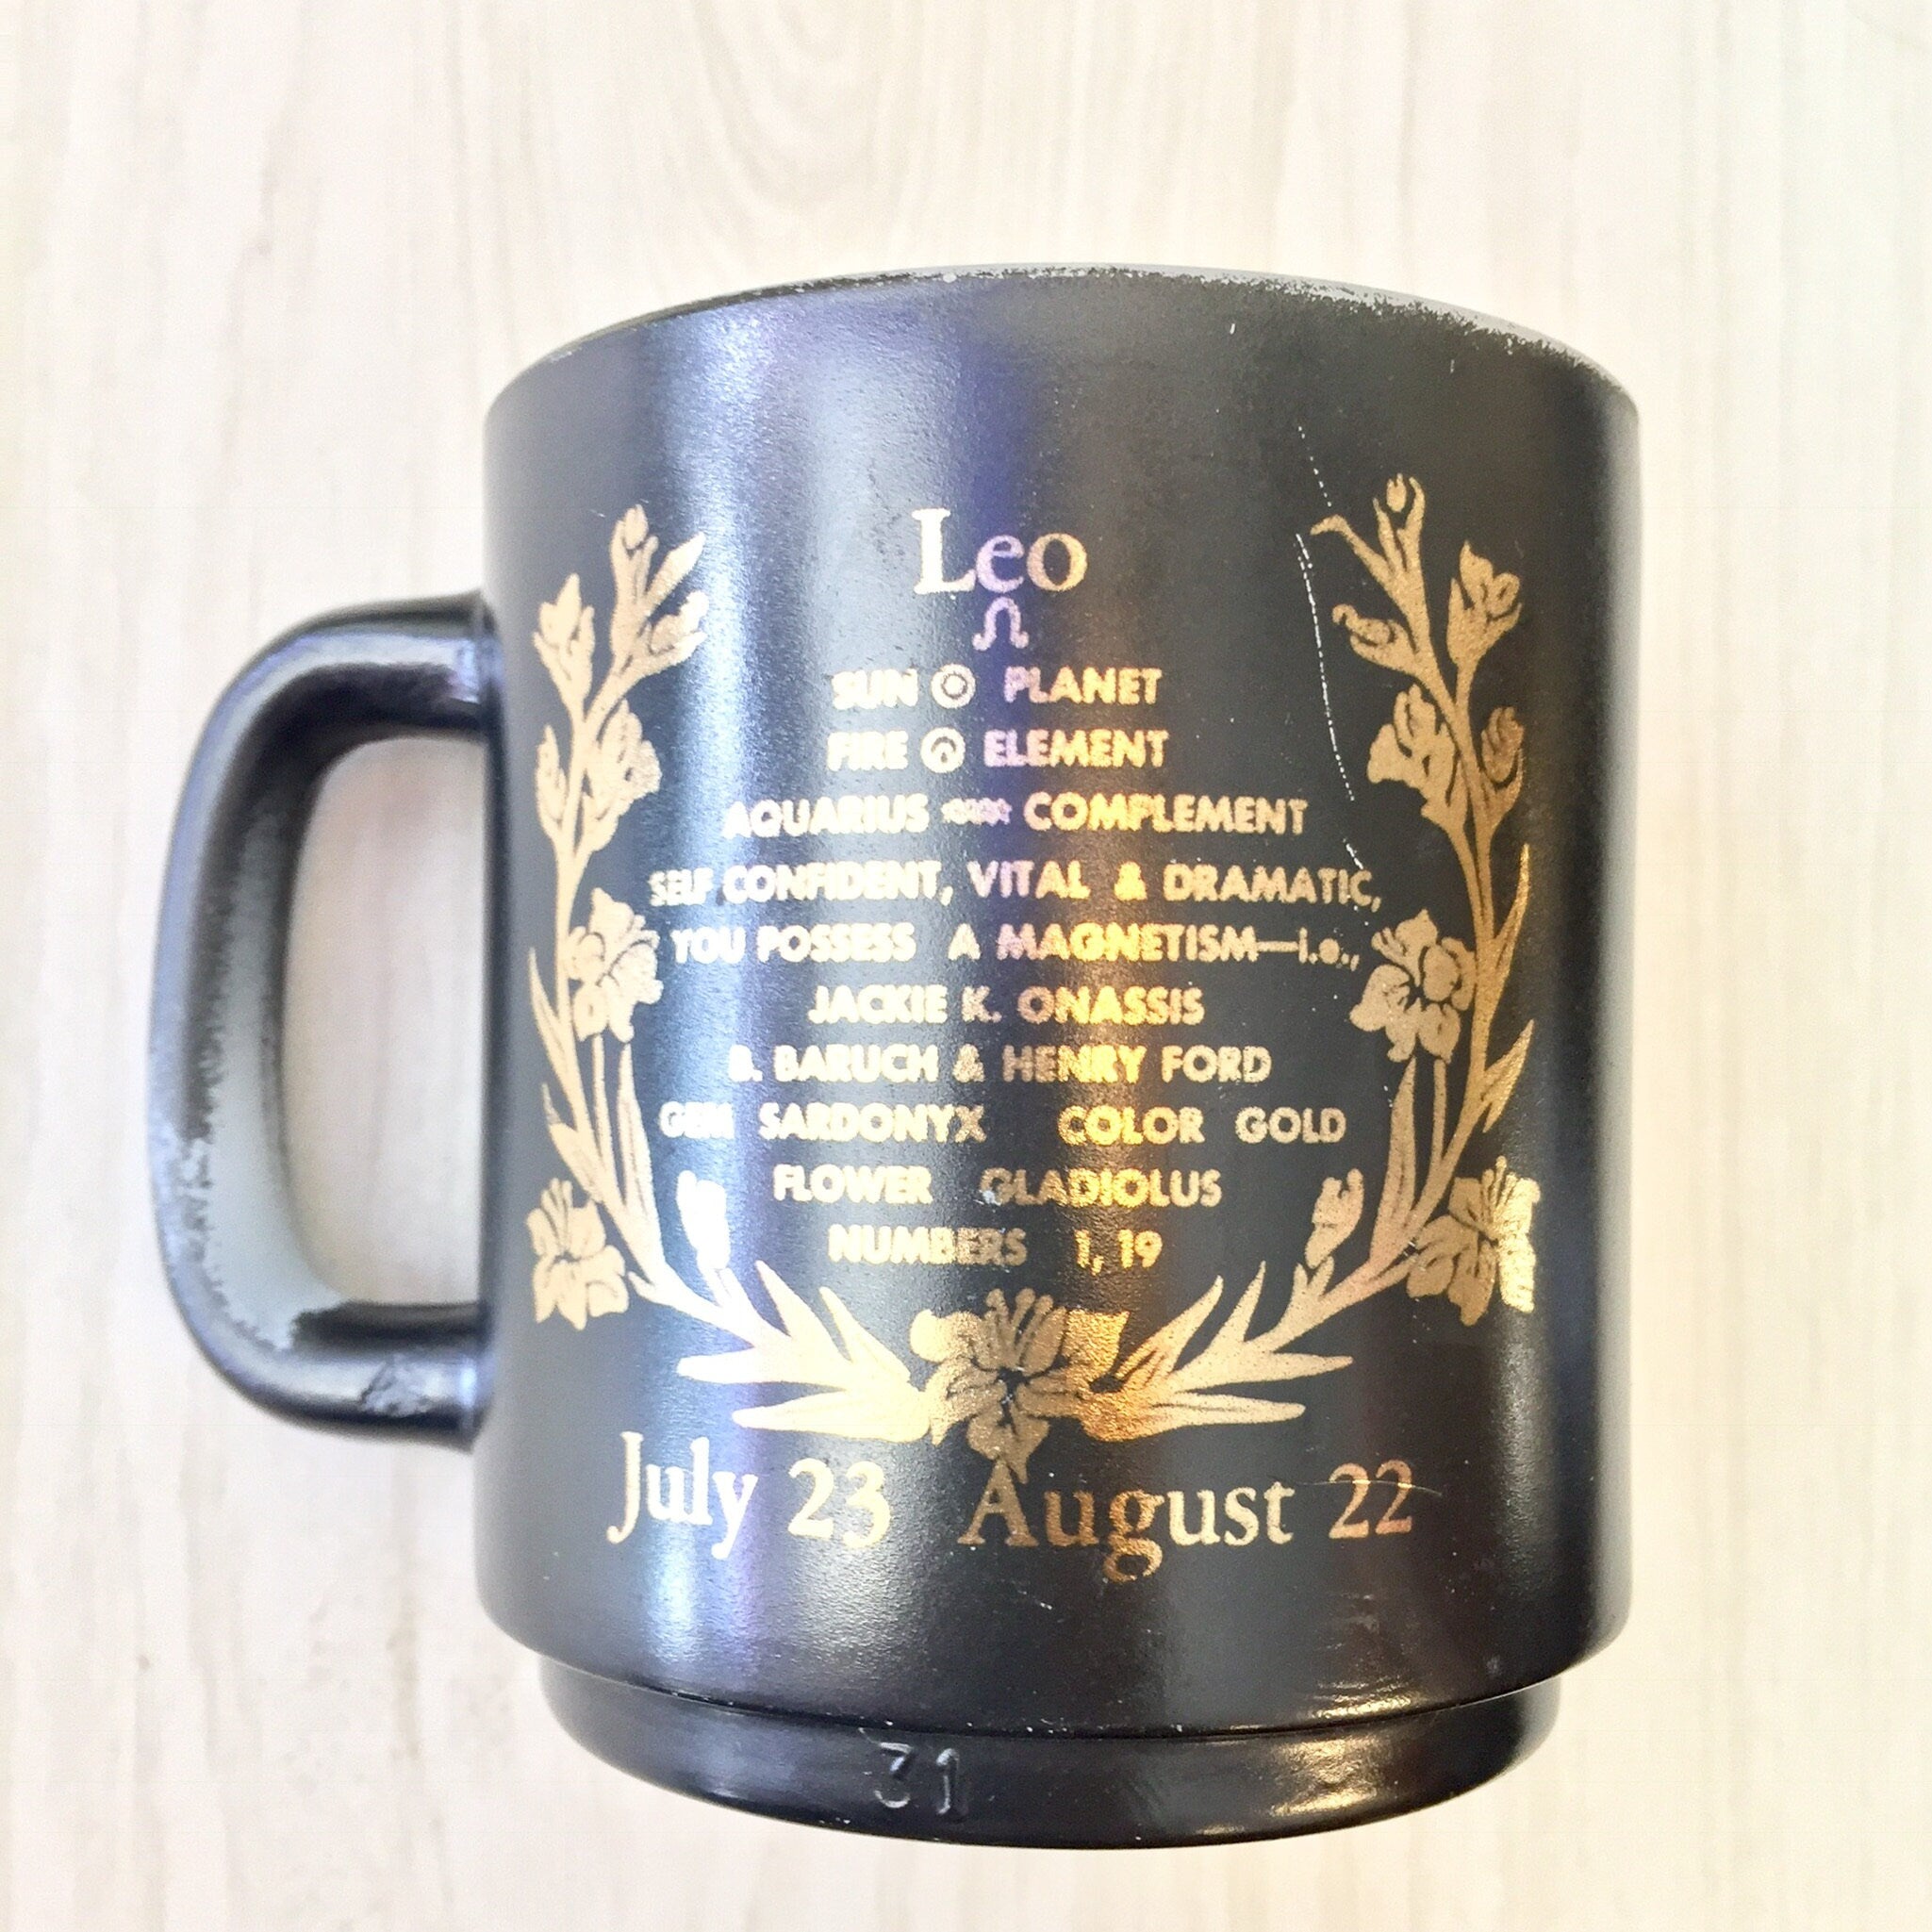 Leo
♌
SUN ☉ PLANET
FIRE ELEMENT
AQUARIUS COMPLEMENT
SELF CONFIDENT, VITAL & DRAMATIC,
YOU POSSESS A MAGNETISM—i.e.,
JACKIE K. ONASSIS
B. BARUCH & HENRY FORD
GEM SARDONYX COLOR GOLD
FLOWER GLADIOLUS
NUMBERS 1, 19
July 23 August 22
31